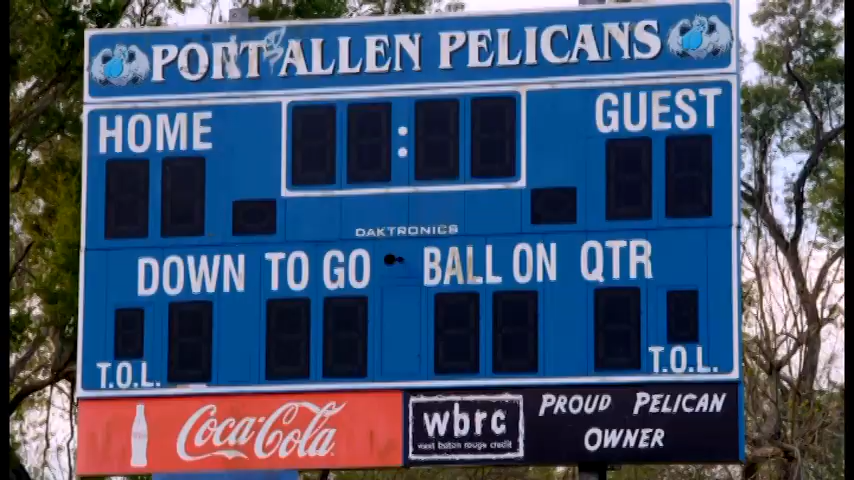 PORT ALLEN PELICANS
HOME
GUEST
:
DAKTRONICS
DOWN TO GO BALL ON QTR
T.O.L. T.O.L.
Coca-Cola
wbrc
west baton rouge credit
PROUD PELICAN
OWNER